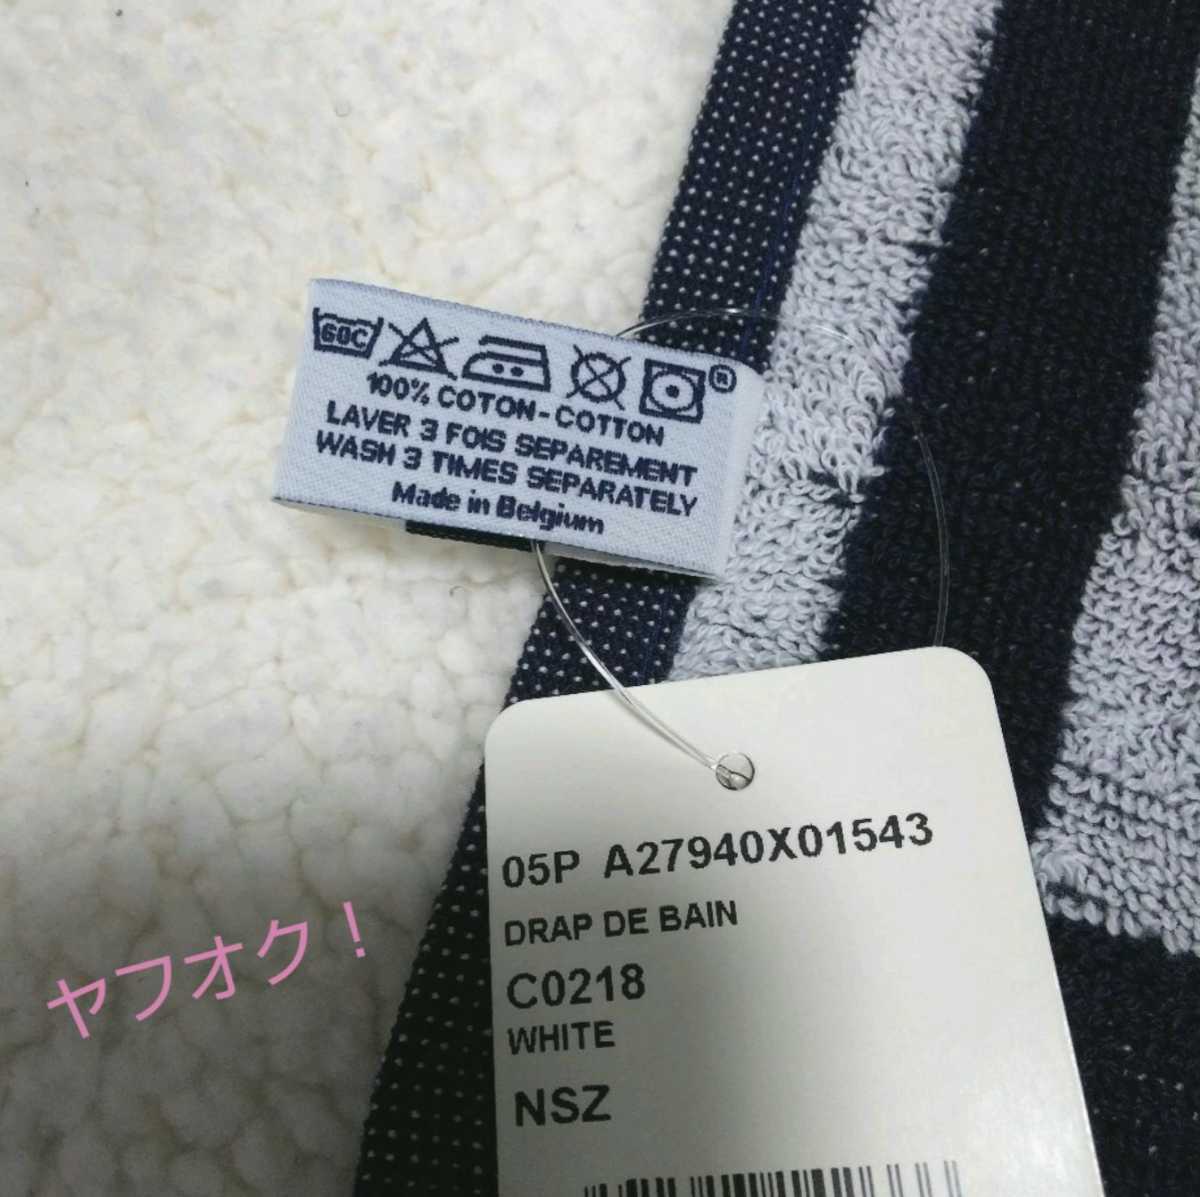 60C
®
100% COTON-COTTON
LAVER 3 FOIS SEPAREMENT
WASH 3 TIMES SEPARATELY
Made in Belgium
05P A27940X01543
DRAP DE BAIN
C0218
WHITE
NSZ
ヤフオク！